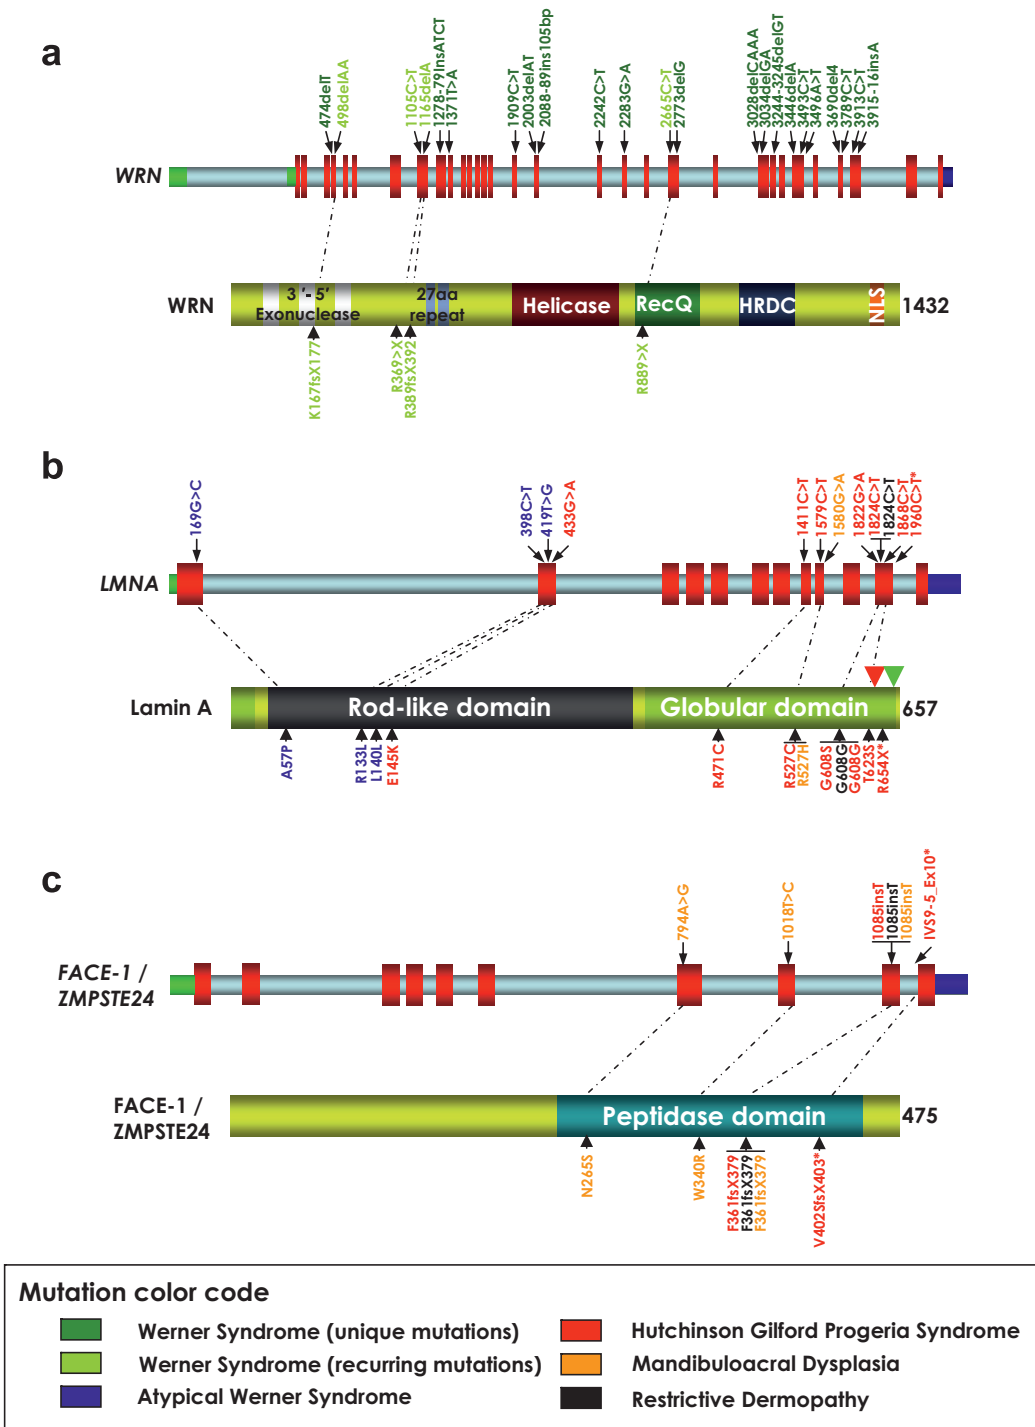 a
474delT
498delAA
1105C>T
1165delA
1278-79insATCT
1371T>A
1909C>T
2003delAT
2088-89ins105bp
2242C>T
2283G>A
2665C>T
2773delG
3028delCAAA
3034delGA
3244-3245delGT
3446delA
3493C>T
3496A>T
3690del4
3789C>T
3913C>T
3915-16insA
WRN
WRN
3 '- 5' Exonuclease
27aa repeat
Helicase
RecQ
HRDC
NLS
1432
K167fsX177
R369>X
R389fsX392
R889>X
b
169G>C
398C>T
419T>G
433G>A
1411C>T
1579C>T
1580G>A
1822G>A
1824C>T
1824C>T
1868C>T
1960C>T*
LMNA
Lamin A
Rod-like domain
Globular domain
657
A57P
R133L
L140L
E145K
R471C
R527C
R527H
G608S
G608G
G608G
T623S
R654X*
c
794A>G
1018T>C
1085insT
1085insT
1085insT
IVS9-5_Ex10*
FACE-1 /
ZMPSTE24
FACE-1 /
ZMPSTE24
Peptidase domain
475
N265S
W340R
F361fsX379
F361fsX379
F361fsX379
V402SfsX403*
Mutation color code
Werner Syndrome (unique mutations)
Werner Syndrome (recurring mutations)
Atypical Werner Syndrome
Hutchinson Gilford Progeria Syndrome
Mandibuloacral Dysplasia
Restrictive Dermopathy